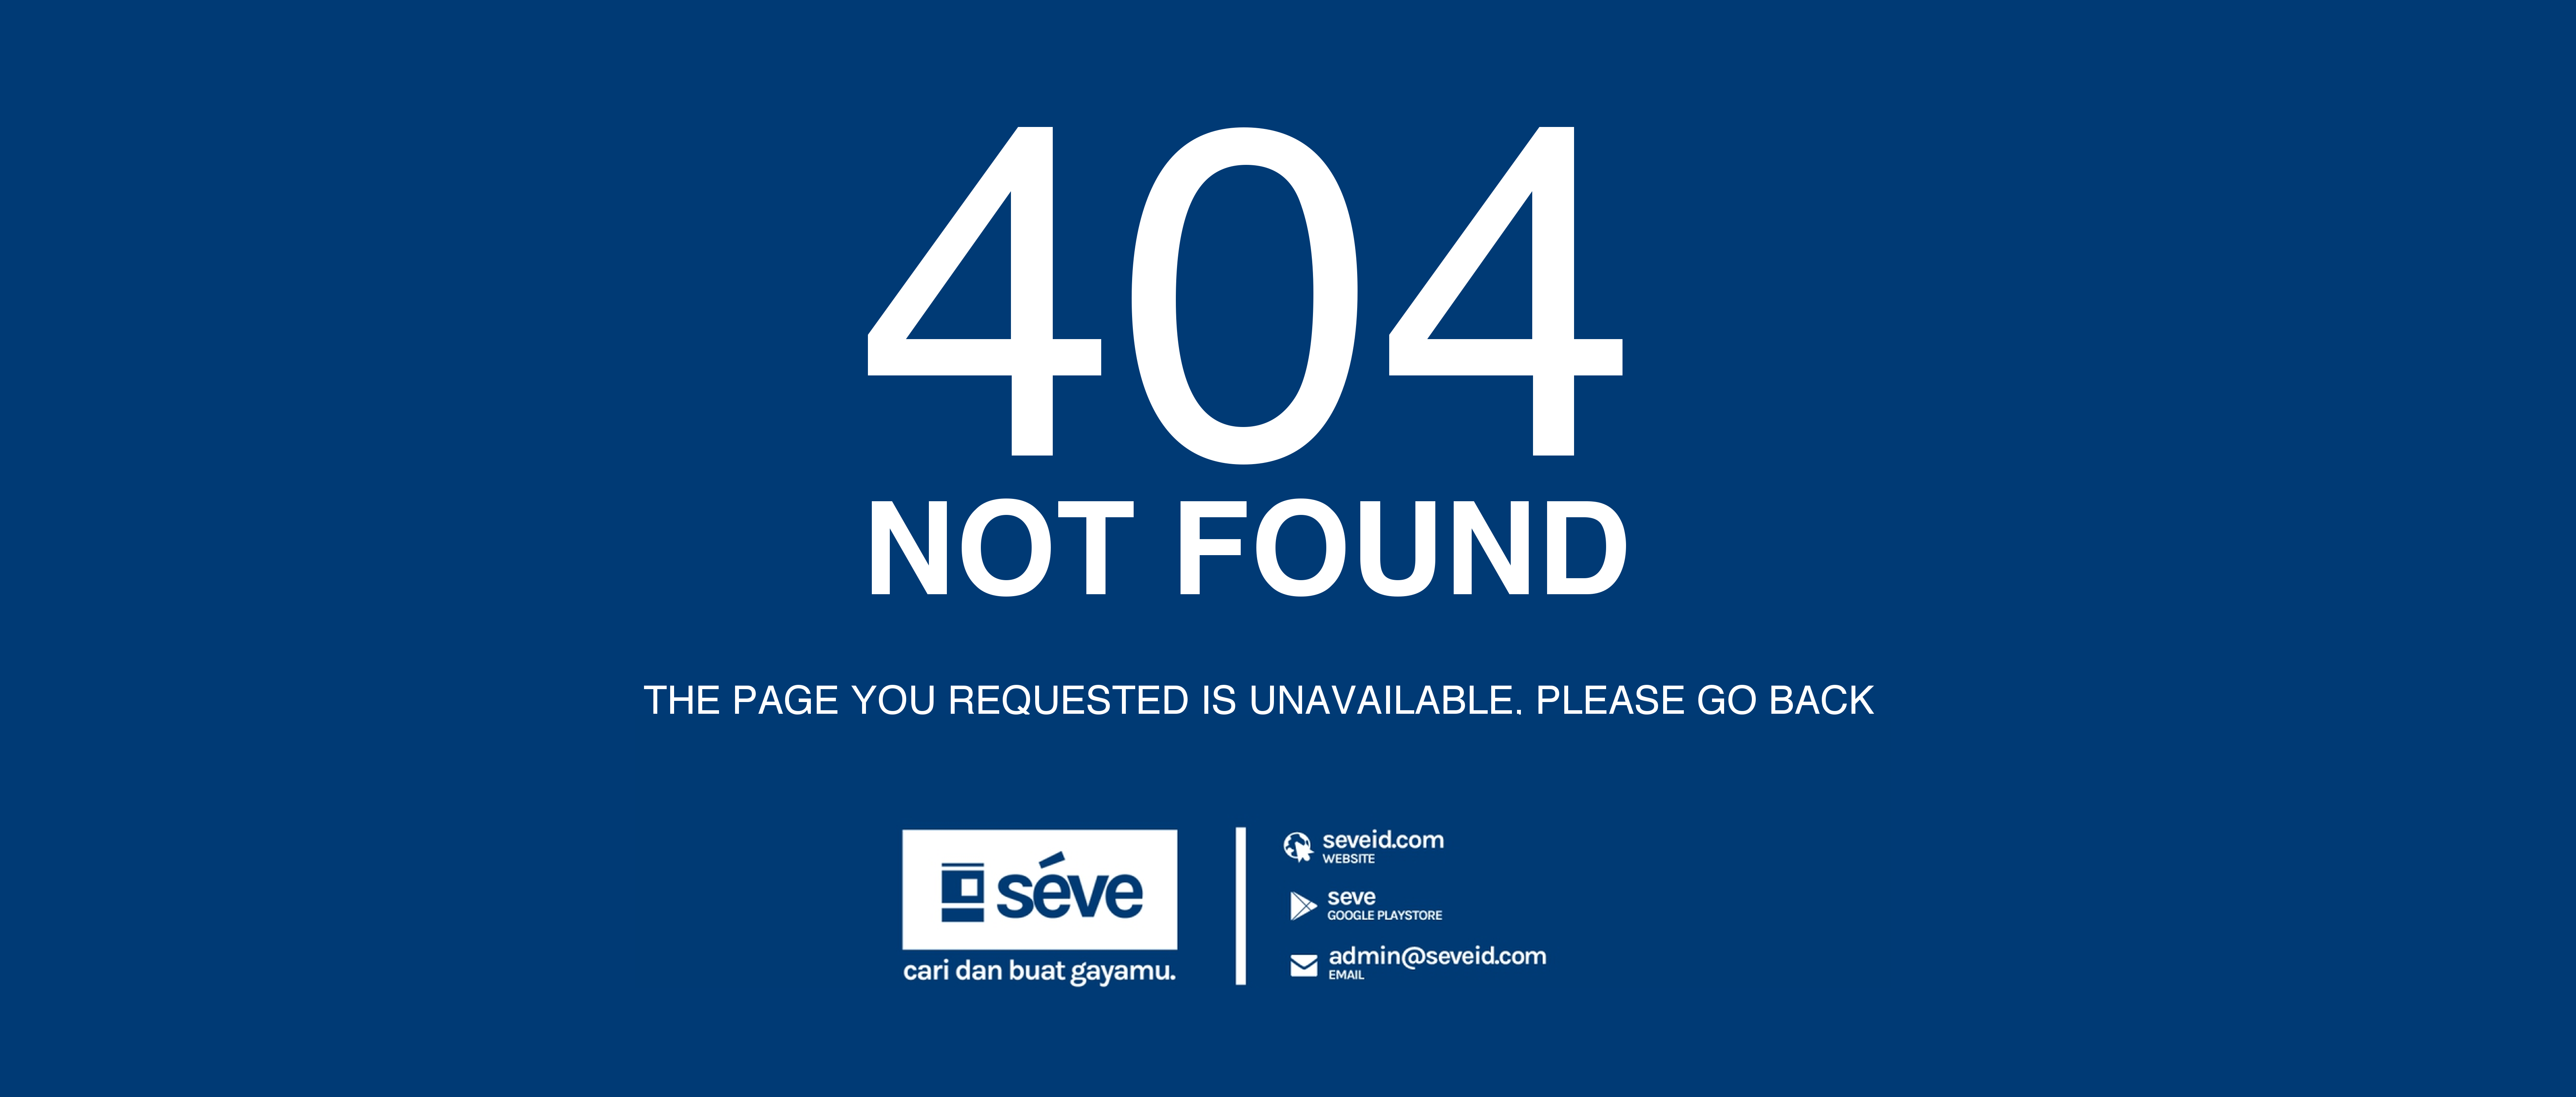 404
NOT FOUND
THE PAGE YOU REQUESTED IS UNAVAILABLE. PLEASE GO BACK
séve
cari dan buat gayamu.
seveid.com
WEBSITE
seve
GOOGLE PLAYSTORE
admin@seveid.com
EMAIL